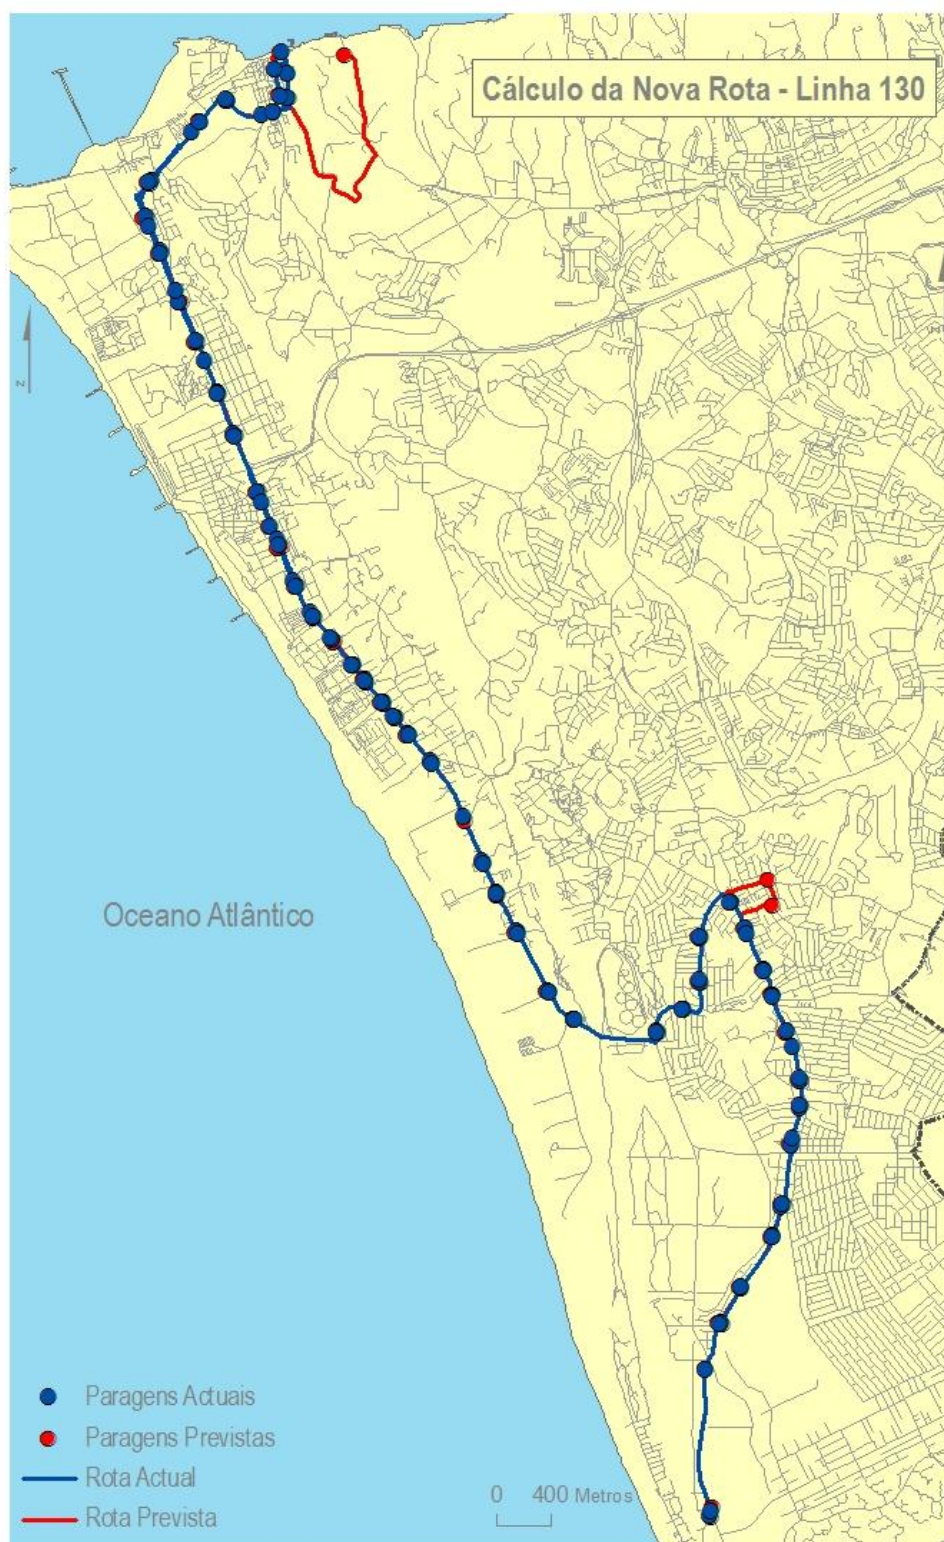 Cálculo da Nova Rota - Linha 130
z
z
Oceano Atlântico
Paragens Actuais
Paragens Previstas
Rota Actual
Rota Prevista
0 400 Metros